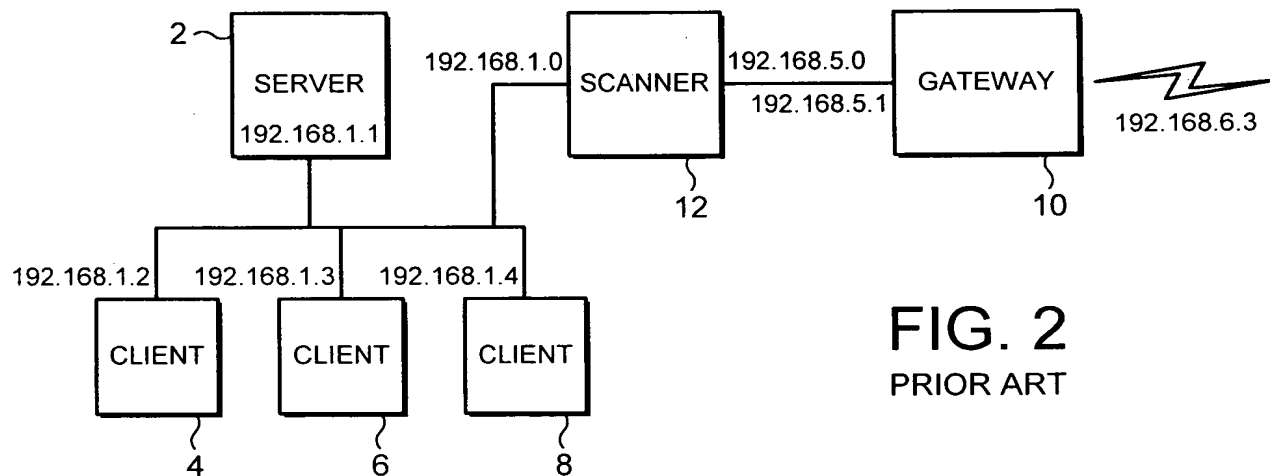 2
SERVER
192.168.1.1
192.168.1.0
SCANNER
12
192.168.5.0
192.168.5.1
GATEWAY
10
192.168.6.3
192.168.1.2
192.168.1.3
192.168.1.4
CLIENT
CLIENT
CLIENT
4
6
8
FIG. 2
PRIOR ART